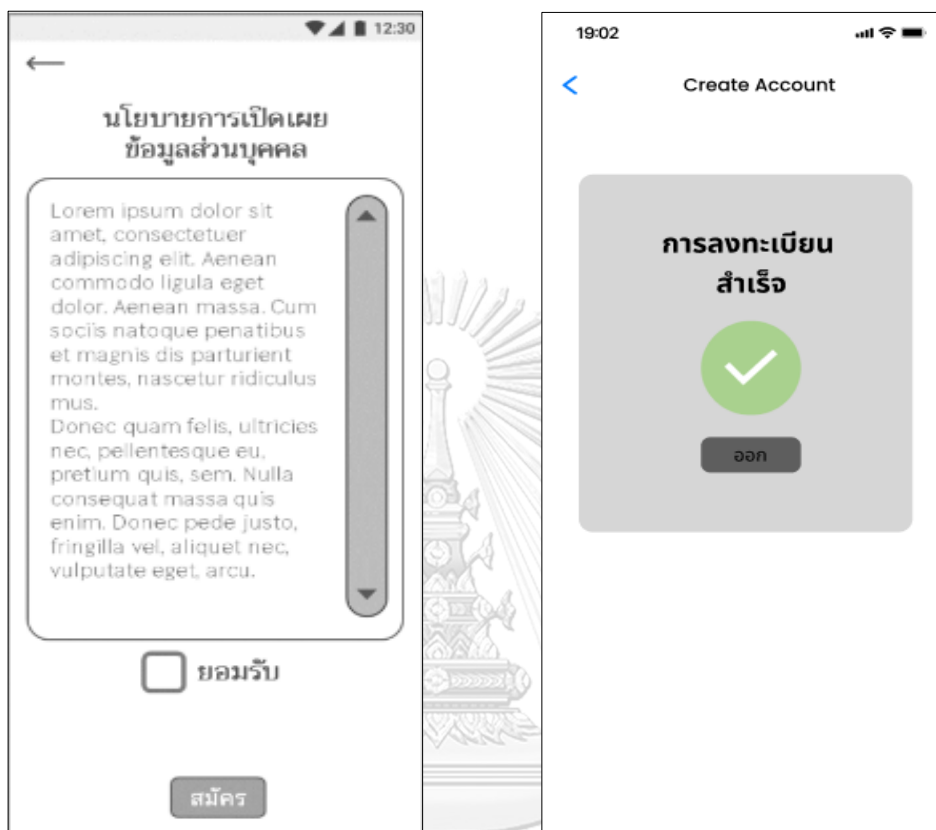 12:30
นโยบายการเปิดเผย
ข้อมูลส่วนบุคคล
Lorem ipsum dolor sit
amet, consectetuer
adipiscing elit. Aenean
commodo ligula eget
dolor. Aenean massa. Cum
sociis natoque penatibus
et magnis dis parturient
montes, nascetur ridiculus
mus.
Donec quam felis, ultricies
nec, pellentesque eu,
pretium quis, sem. Nulla
consequat massa quis
enim. Donec pede justo,
fringilla vel, aliquet nec,
vulputate eget, arcu.
ยอมรับ
สมัคร
19:02
Create Account
การลงทะเบียน
สำเร็จ
ออก